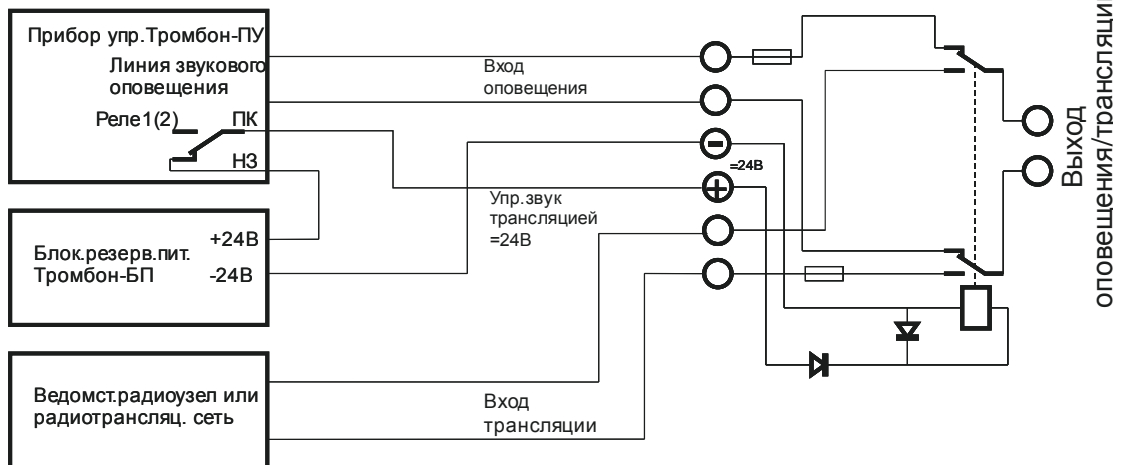 Прибор упр.Тромбон-ПУ
Линия звукового
оповещения
Реле1(2)
ПК
НЗ
Блок.резерв.пит.
Тромбон-БП
+24В
-24В
Ведомст.радиоузел или
радиотрансляц. сеть
Вход
оповещения
Упр.звук
трансляцией
=24В
Вход
трансляции
=24В
Выход
оповещения/трансляции